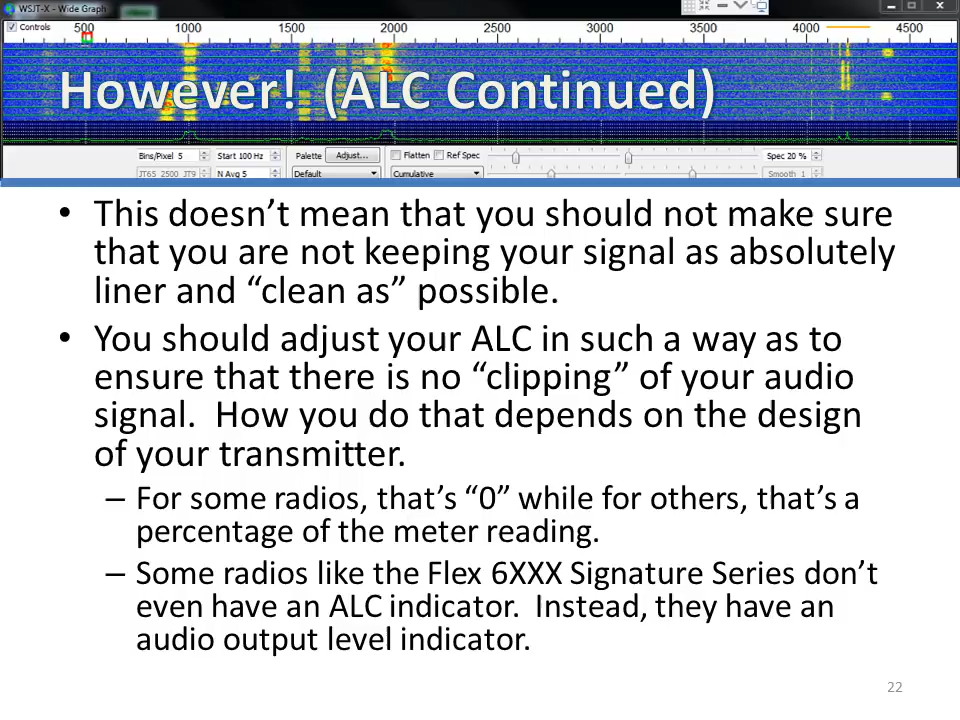 WSJT-X - Wide Graph
Controls 500 1000 1500 2000 2500 3000 3500 4000 4500
However! (ALC Continued)
Bins/Pixel 5 Start 100 Hz Palette Adjust... Flatten Ref Spec Spec 20 %
JT65 2500 JT9 N Avg 5 Default Cumulative Smooth 1
• This doesn’t mean that you should not make sure
that you are not keeping your signal as absolutely
liner and “clean as” possible.
• You should adjust your ALC in such a way as to
ensure that there is no “clipping” of your audio
signal. How you do that depends on the design
of your transmitter.
– For some radios, that’s “0” while for others, that’s a
percentage of the meter reading.
– Some radios like the Flex 6XXX Signature Series don’t
even have an ALC indicator. Instead, they have an
audio output level indicator.
22